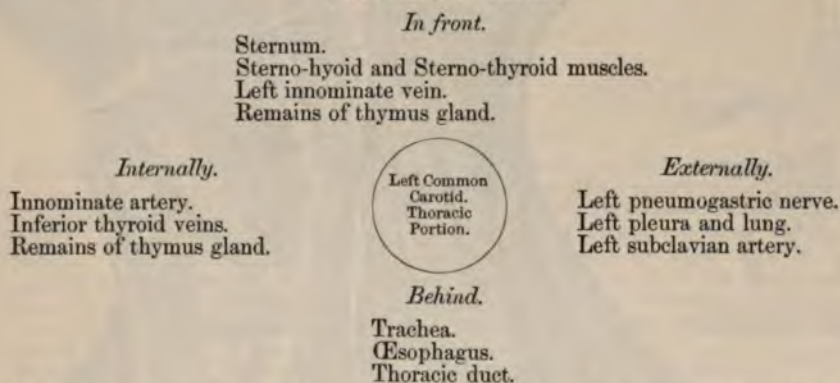 In front.
Sternum.
Sterno-hyoid and Sterno-thyroid muscles.
Left innominate vein.
Remains of thymus gland.
Internally.
Innominate artery.
Inferior thyroid veins.
Remains of thymus gland.
Left Common
Carotid.
Thoracic
Portion.
Externally.
Left pneumogastric nerve.
Left pleura and lung.
Left subclavian artery.
Behind.
Trachea.
Œsophagus.
Thoracic duct.